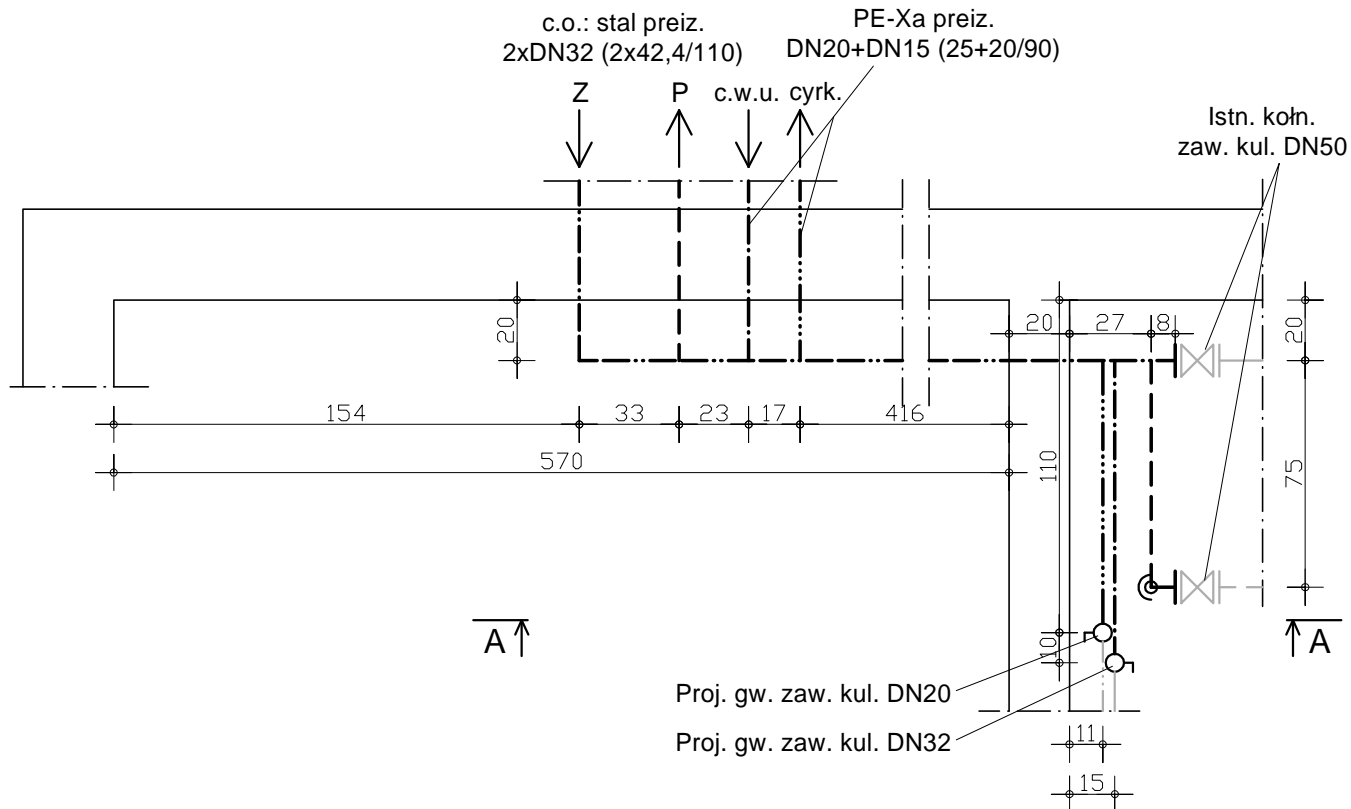 c.o.: stal preiz.
2xDN32 (2x42,4/110)
PE-Xa preiz.
DN20+DN15 (25+20/90)
Z
P
c.w.u.
cyrk.
Istn. kołn.
zaw. kul. DN50
20
20
27
8
20
154
33
23
17
416
570
110
75
A
A
10
Proj. gw. zaw. kul. DN20
Proj. gw. zaw. kul. DN32
11
15